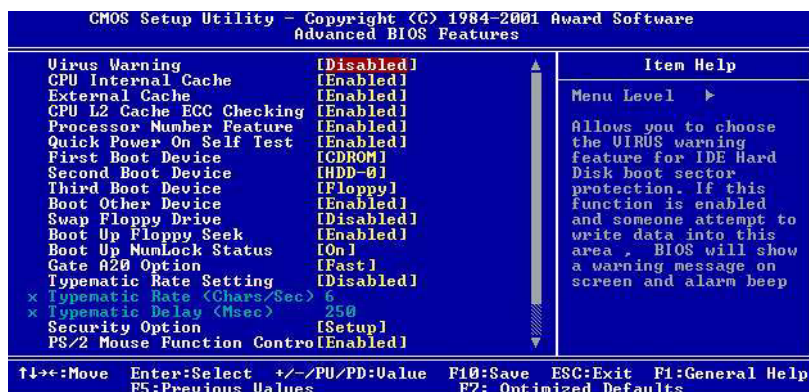 CMOS Setup Utility - Copyright (C) 1984-2001 Award Software
Advanced BIOS Features
Virus Warning [Disabled]
CPU Internal Cache [Enabled]
External Cache [Enabled]
CPU L2 Cache ECC Checking [Enabled]
Processor Number Feature [Enabled]
Quick Power On Self Test [Enabled]
First Boot Device [CDROM]
Second Boot Device [HDD-0]
Third Boot Device [Floppy]
Boot Other Device [Enabled]
Swap Floppy Drive [Disabled]
Boot Up Floppy Seek [Enabled]
Boot Up NumLock Status [On]
Gate A20 Option [Fast]
Typematic Rate Setting [Disabled]
x Typematic Rate (Chars/Sec) 6
x Typematic Delay (Msec) 250
Security Option [Setup]
PS/2 Mouse Function Contro[Enabled]
Item Help
Menu Level ▶
Allows you to choose
the VIRUS warning
feature for IDE Hard
Disk boot sector
protection. If this
function is enabled
and someone attempt to
write data into this
area , BIOS will show
a warning message on
screen and alarm beep
↑↓→←:Move Enter:Select +/-/PU/PD:Value F10:Save ESC:Exit F1:General Help
F5:Previous Values F7: Optimized Defaults